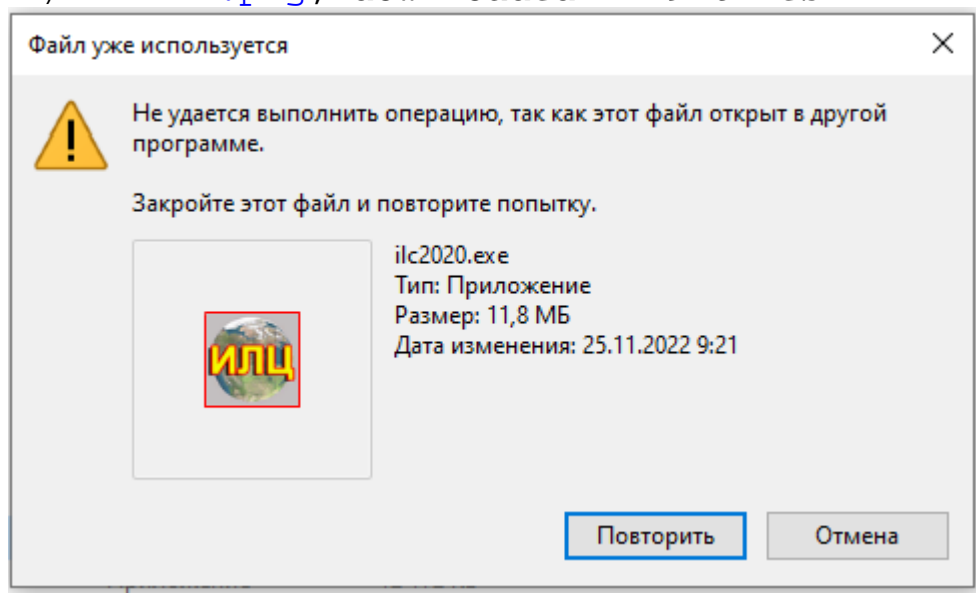 Файл уже используется
Не удается выполнить операцию, так как этот файл открыт в другой
программе.
Закройте этот файл и повторите попытку.
ilc2020.exe
Тип: Приложение
Размер: 11,8 МБ
Дата изменения: 25.11.2022 9:21
ИЛЦ
Повторить
Отмена